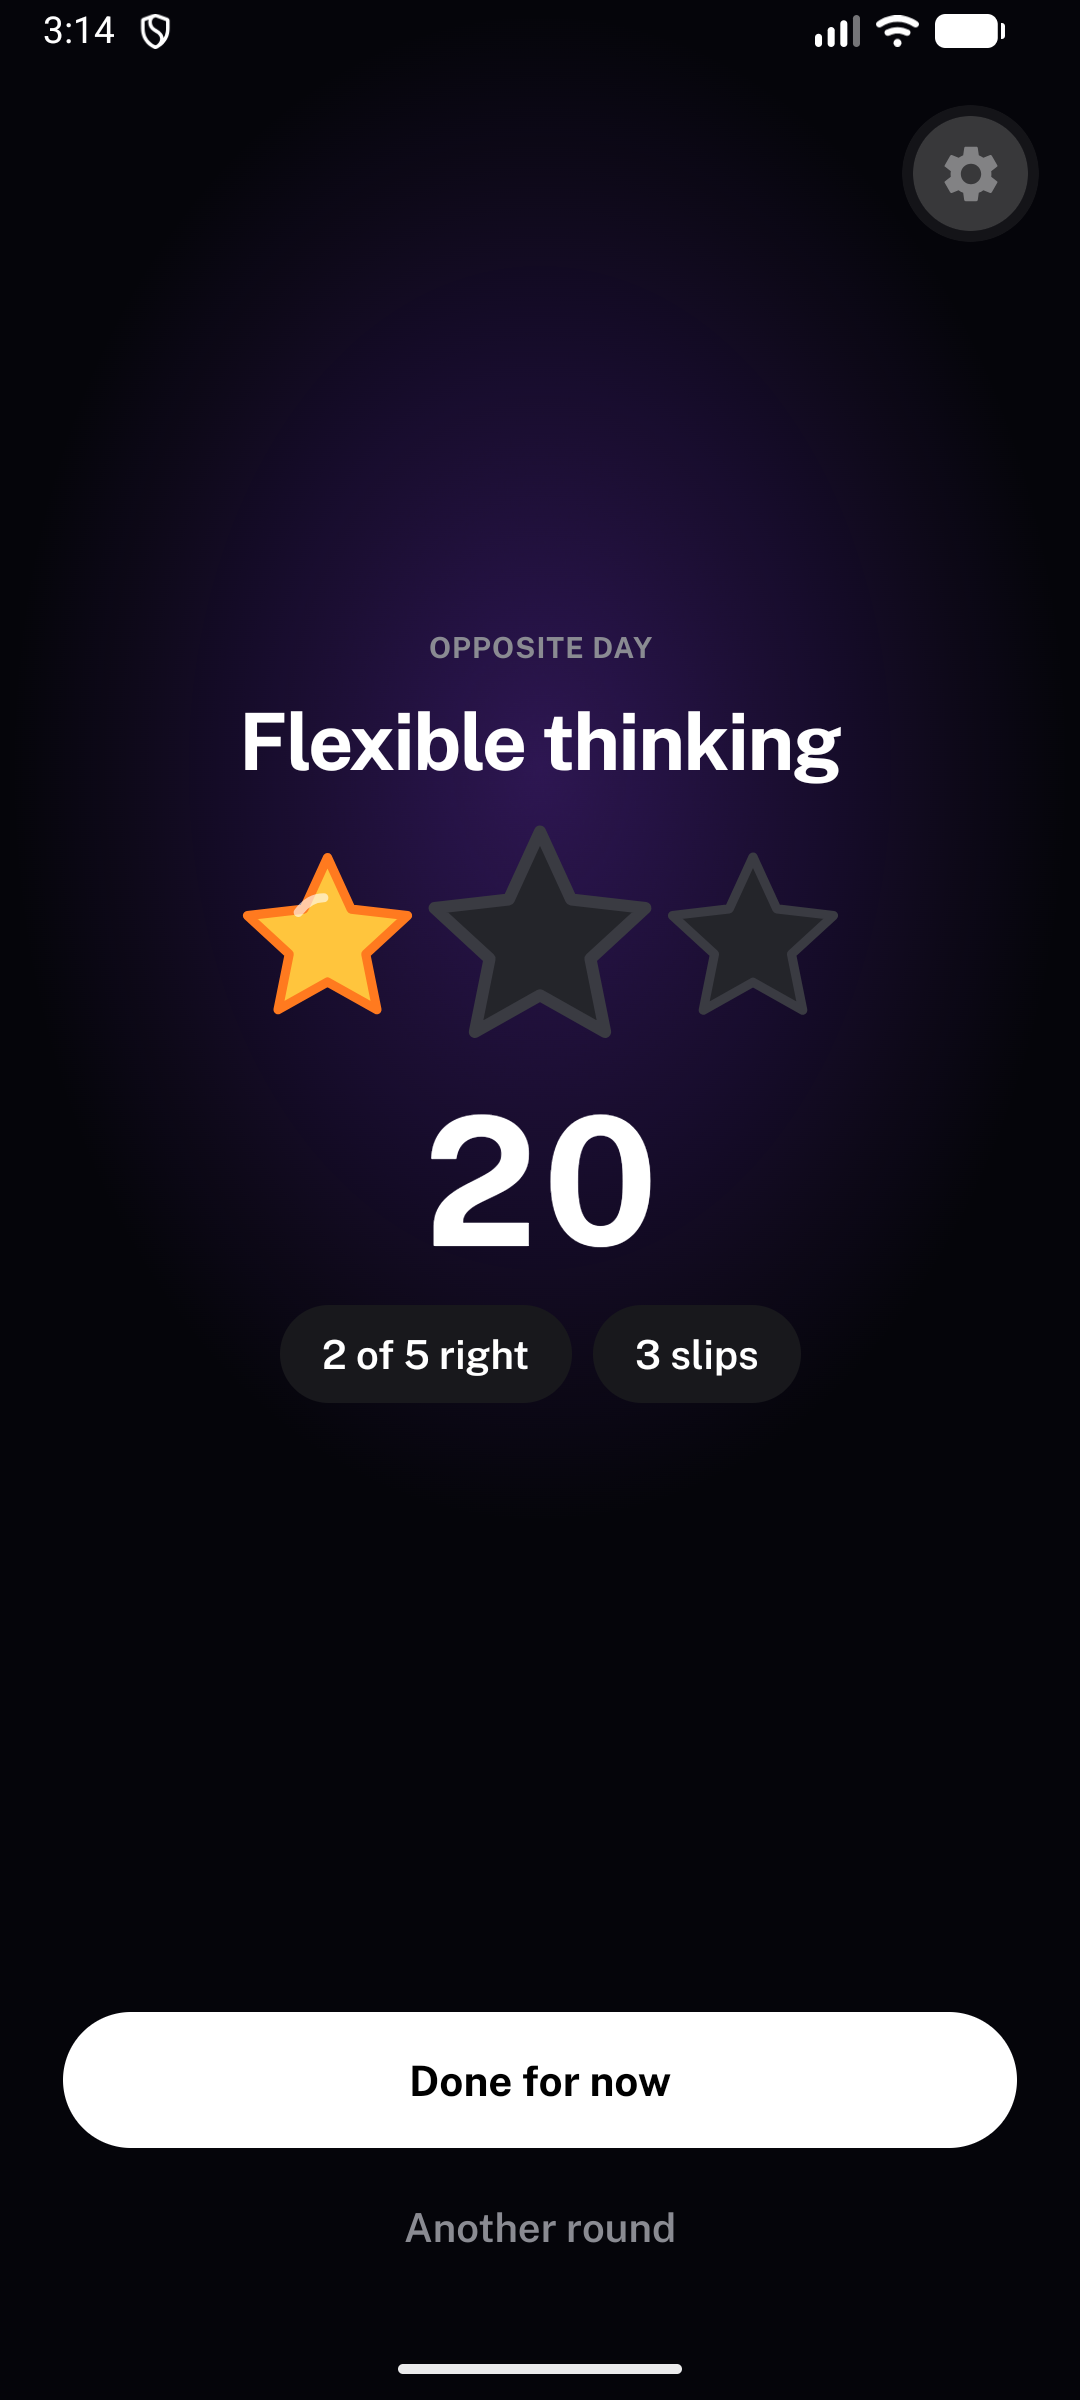 3:14
OPPOSITE DAY
Flexible thinking
20
2 of 5 right
3 slips
Done for now
Another round